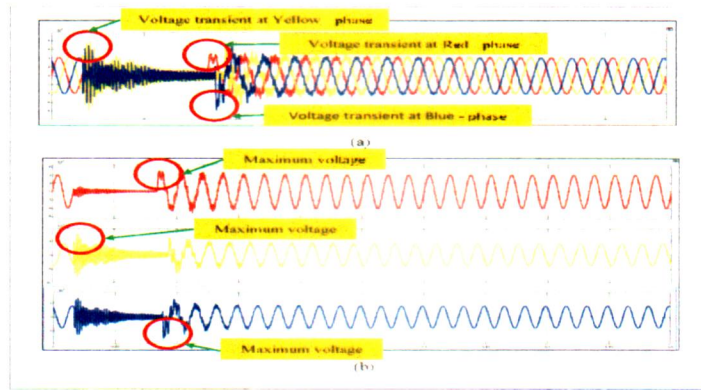 Voltage transient at Yellow phase
Voltage transient at Red phase
Voltage transient at Blue - phase
(a)
Maximum voltage
Maximum voltage
Maximum voltage
(b)